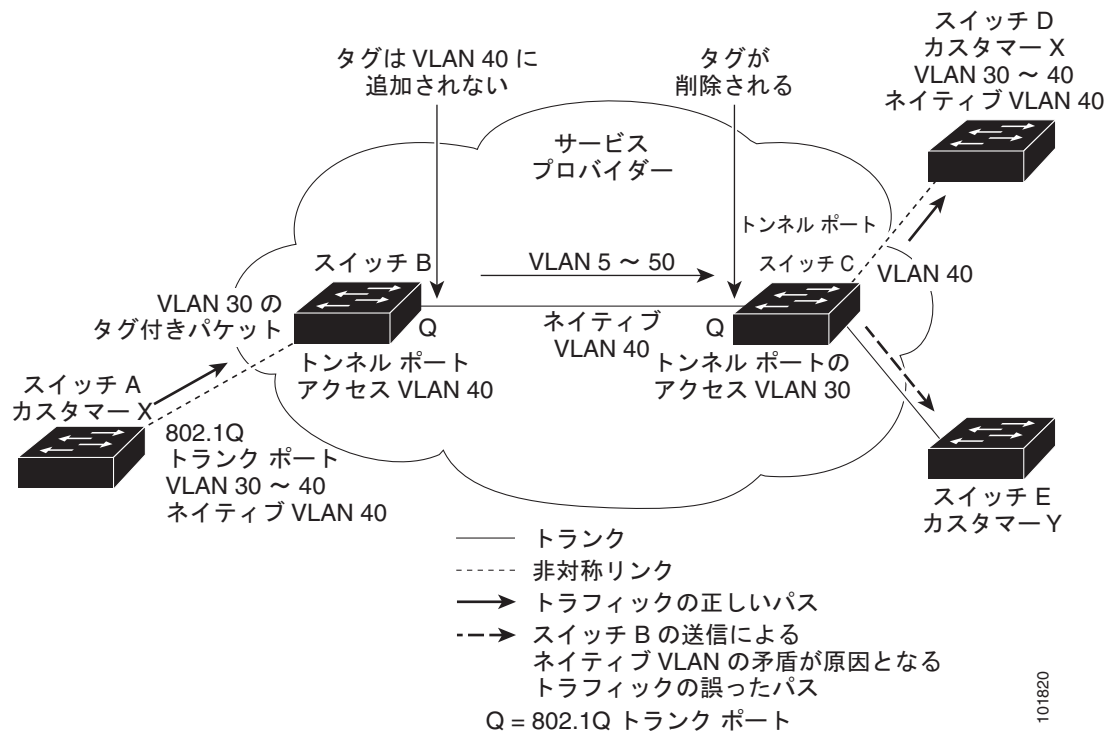 スイッチ D
カスタマー X
VLAN 30 ～ 40
ネイティブ VLAN 40
タグは VLAN 40 に
追加されない
タグが
削除される
サービス
プロバイダー
トンネル ポート
スイッチ B
VLAN 5 ～ 50
スイッチ C
VLAN 40
VLAN 30 の
タグ付きパケット
Q
ネイティブ
VLAN 40
Q
トンネル ポート
アクセス VLAN 40
トンネル ポートの
アクセス VLAN 30
スイッチ A
カスタマー X
802.1Q
トランク ポート
VLAN 30 ～ 40
ネイティブ VLAN 40
スイッチ E
カスタマー Y
トランク
非対称リンク
トラフィックの正しいパス
スイッチ B の送信による
ネイティブ VLAN の矛盾が原因となる
トラフィックの誤ったパス
Q = 802.1Q トランク ポート
101820